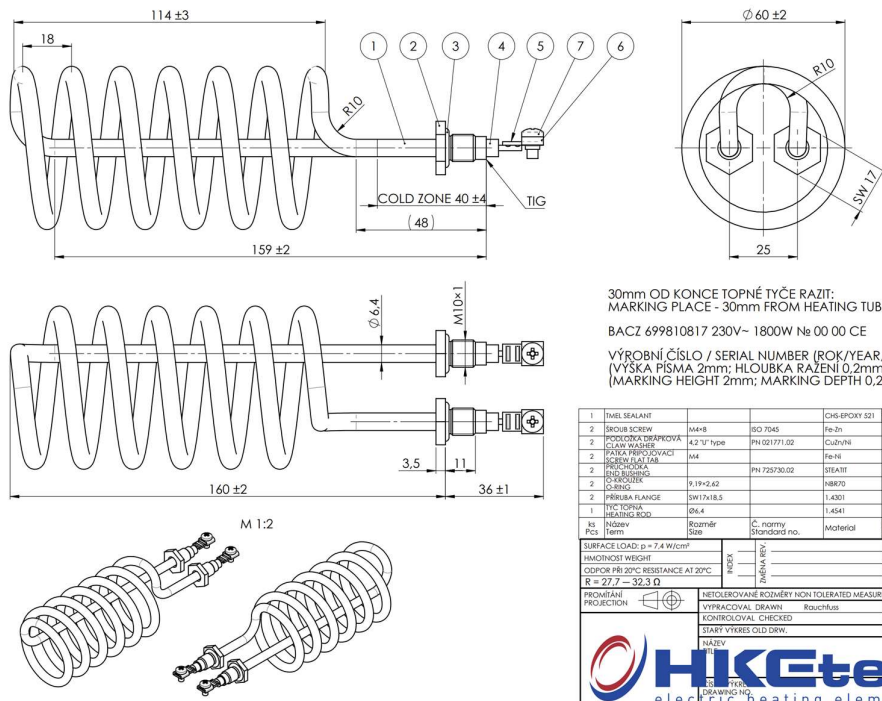 114 ±3
18
1
2
3
4
5
7
6
R10
COLD ZONE 40 ±4
TIG
(48)
159 ±2
Ø 60 ±2
R10
SW 17
25
Ø 6,4
M10×1
3,5
11
160 ±2
36 ±1
M 1:2
30mm OD KONCE TOPNÉ TYČE RAZIT:
MARKING PLACE - 30mm FROM HEATING TUB
BACZ 699810817 230V~ 1800W № 00 00 CE
VÝROBNÍ ČÍSLO / SERIAL NUMBER (ROK/YEAR,
(VÝŠKA PÍSMA 2mm; HLOUBKA RAŽENÍ 0,2mm
(MARKING HEIGHT 2mm; MARKING DEPTH 0,2
1 TMEL SEALANT CHS-EPOXY 521
2 ŠROUB SCREW M4×8 ISO 7045 Fe-Zn
2 PODLOŽKA DRÁPKOVÁ CLAW WASHER 4,2 "U" type PN 021771.02 CuZn/Ni
2 PATKA PŘIPOJOVACÍ SCREW FLAT TAB M4 Fe-Ni
2 PRŮCHODKA END BUSHING PN 725730.02 STEATIT
2 O-KROUŽEK O-RING 9,19×2,62 NBR70
2 PŘÍRUBA FLANGE SW17x18,5 1.4301
1 TYČ TOPNÁ HEATING ROD Ø6,4 1.4541
ks Pcs Název Term Rozměr Size Č. normy Standard no. Materiál
SURFACE LOAD: p = 7,4 W/cm²
HMOTNOST WEIGHT
ODPOR PŘI 20°C RESISTANCE AT 20°C
R = 27,7 — 32,3 Ω
INDEX
ZMĚNA REV.
PROMÍTÁNÍ
PROJECTION
NETOLEROVANÉ ROZMĚRY NON TOLERATED MEASUR
VYPRACOVAL DRAWN Rauchfuss
KONTROLOVAL CHECKED
STARÝ VÝKRES OLD DRW.
NÁZEV
HKEte
DRAWING NO.
electric heating elem